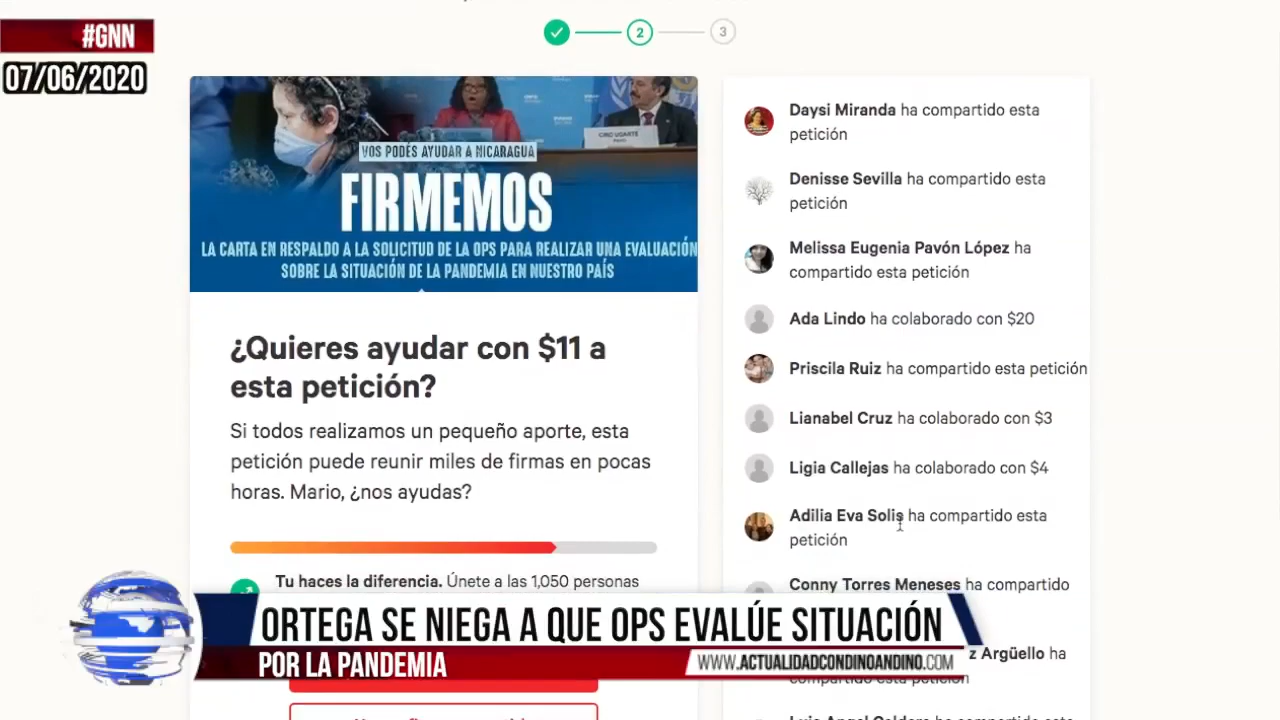 #GNN
07/06/2020
2
3
CIRO UGARTE
VOS PODÉS AYUDAR A NICARAGUA
FIRMEMOS
LA CARTA EN RESPALDO A LA SOLICITUD DE LA OPS PARA REALIZAR UNA EVALUACIÓN
SOBRE LA SITUACIÓN DE LA PANDEMIA EN NUESTRO PAÍS
¿Quieres ayudar con $11 a
esta petición?
Si todos realizamos un pequeño aporte, esta
petición puede reunir miles de firmas en pocas
horas. Mario, ¿nos ayudas?
Tu haces la diferencia. Únete a las 1,050 personas
Daysi Miranda ha compartido esta
petición
Denisse Sevilla ha compartido esta
petición
Melissa Eugenia Pavón López ha
compartido esta petición
Ada Lindo ha colaborado con $20
Priscila Ruiz ha compartido esta petición
Lianabel Cruz ha colaborado con $3
Ligia Callejas ha colaborado con $4
Adilia Eva Solis ha compartido esta
petición
Conny Torres Meneses ha compartido
z Argüello ha
compartido esta petición
ORTEGA SE NIEGA A QUE OPS EVALÚE SITUACIÓN
POR LA PANDEMIA
WWW.ACTUALIDADCONDINOANDINO.COM